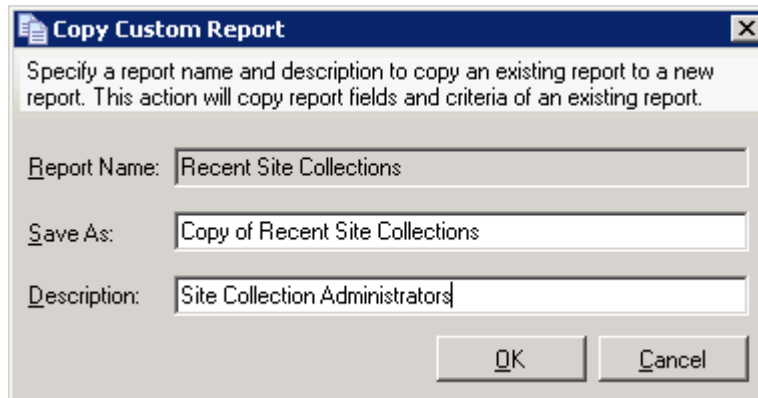 Copy Custom Report
Specify a report name and description to copy an existing report to a new
report. This action will copy report fields and criteria of an existing report.
Report Name: Recent Site Collections
Save As: Copy of Recent Site Collections
Description: Site Collection Administrators
OK Cancel